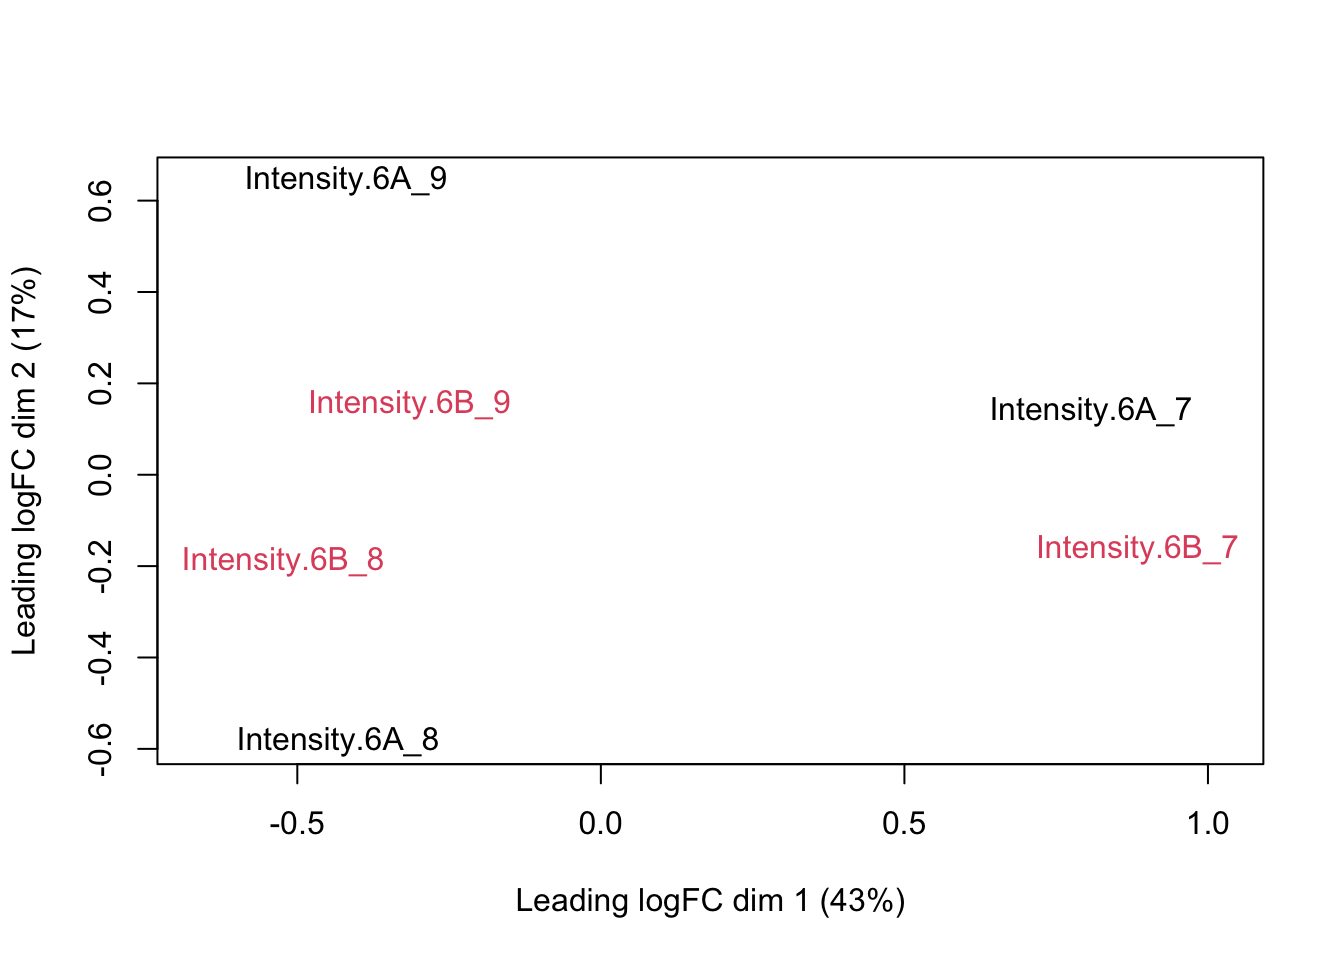 Intensity.6A_9
Intensity.6B_9
Intensity.6A_7
Intensity.6B_7
Intensity.6B_8
Intensity.6A_8
0.6
0.4
0.2
0.0
-0.2
-0.4
-0.6
Leading logFC dim 2 (17%)
-0.5 0.0 0.5 1.0
Leading logFC dim 1 (43%)